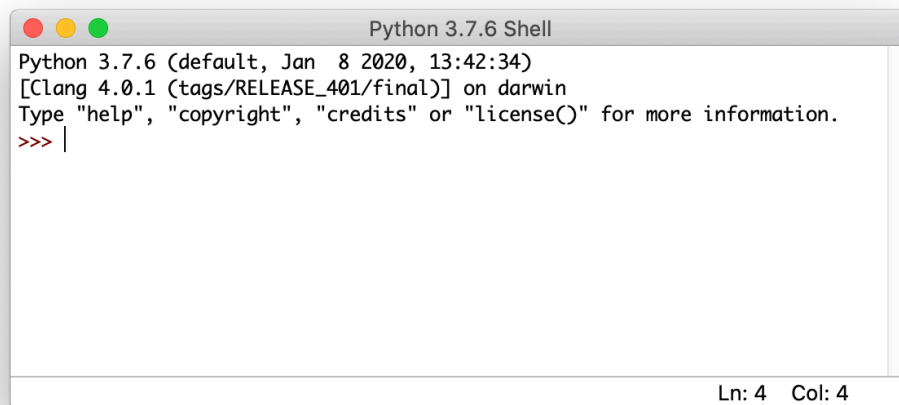 Python 3.7.6 Shell
Python 3.7.6 (default, Jan  8 2020, 13:42:34)
[Clang 4.0.1 (tags/RELEASE_401/final)] on darwin
Type "help", "copyright", "credits" or "license()" for more information.
>>>
Ln: 4  Col: 4